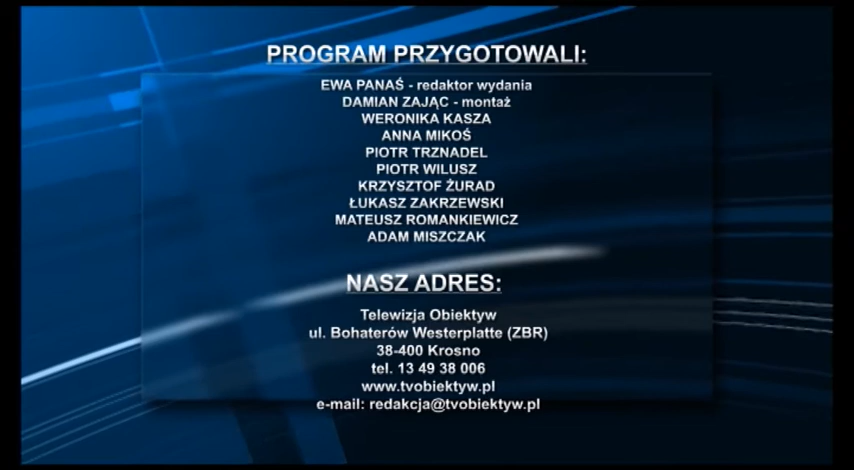 PROGRAM PRZYGOTOWALI:
EWA PANAŚ - redaktor wydania
DAMIAN ZAJĄC - montaż
WERONIKA KASZA
ANNA MIKOŚ
PIOTR TRZNADEL
PIOTR WILUSZ
KRZYSZTOF ŻURAD
ŁUKASZ ZAKRZEWSKI
MATEUSZ ROMANKIEWICZ
ADAM MISZCZAK
NASZ ADRES:
Telewizja Obiektyw
ul. Bohaterów Westerplatte (ZBR)
38-400 Krosno
tel. 13 49 38 006
www.tvobiektyw.pl
e-mail: redakcja@tvobiektyw.pl